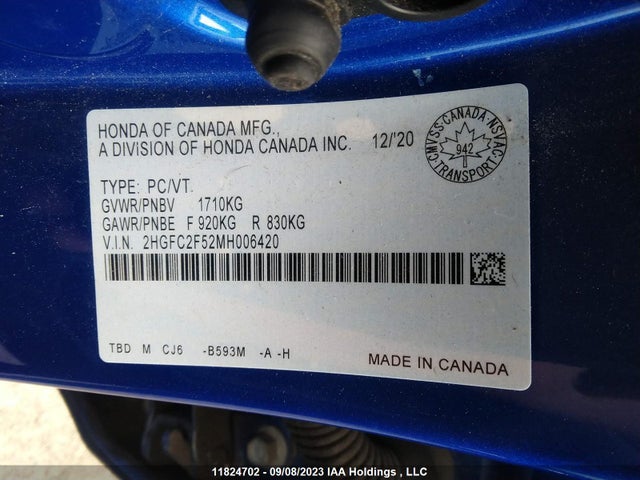 HONDA OF CANADA MFG.,
A DIVISION OF HONDA CANADA INC. 12/'20
CMVSS-CANADA-NSVAC
942
TRANSPORT
TYPE: PC/VT.
GVWR/PNBV 1710KG
GAWR/PNBE F 920KG R 830KG
V.I.N. 2HGFC2F52MH006420
TBD M CJ6 -B593M -A -H
MADE IN CANADA
11824702 - 09/08/2023 IAA Holdings , LLC